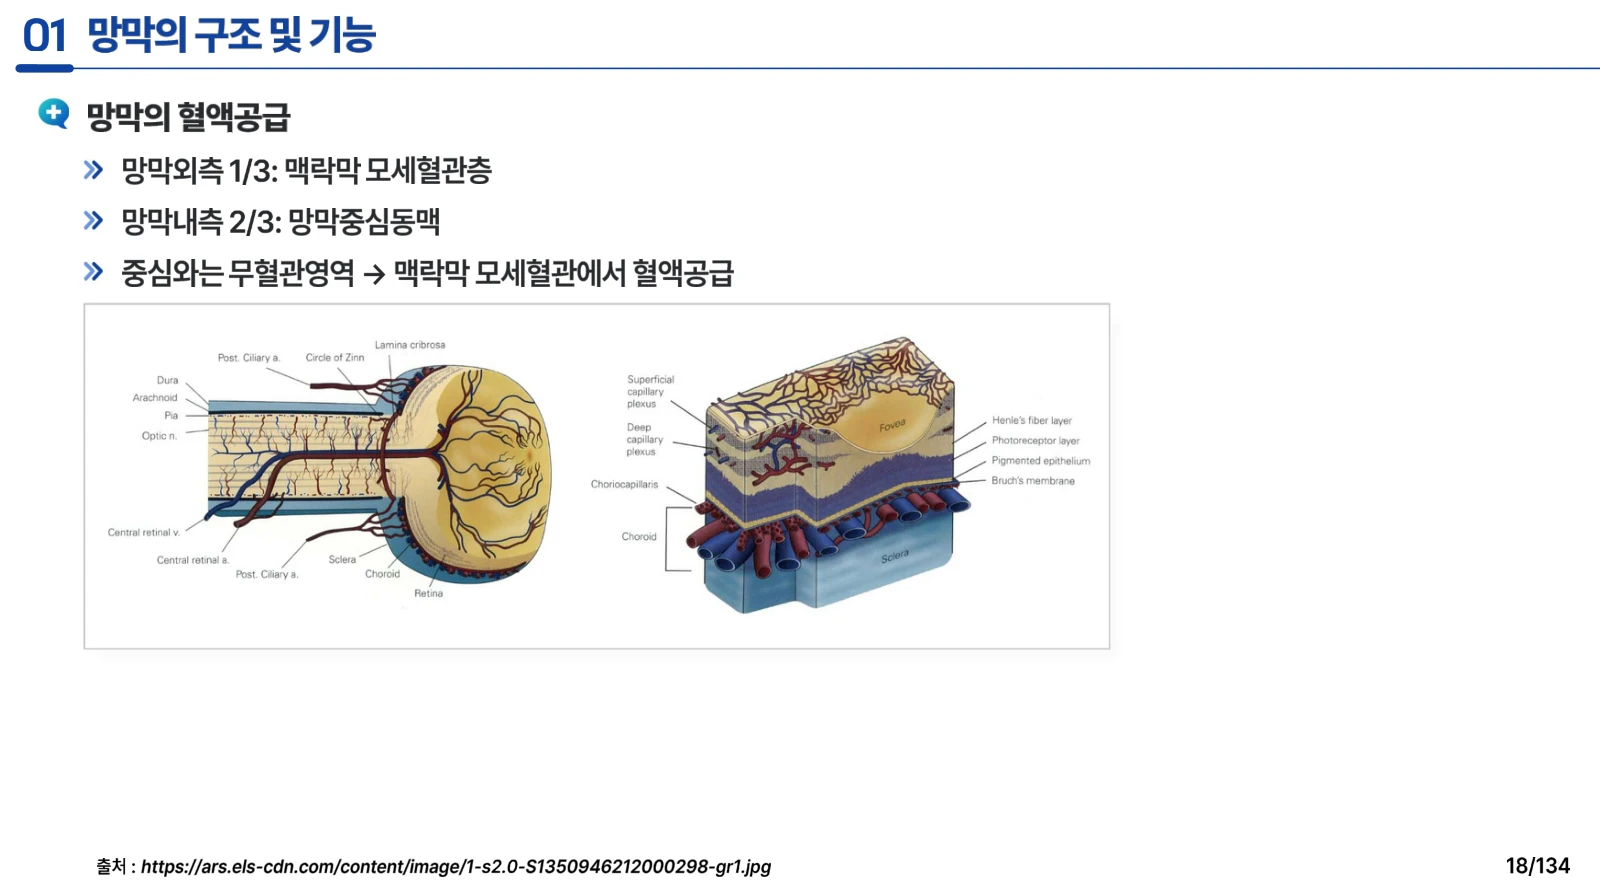 01 망막의 구조 및 기능
망막의 혈액공급
망막외측 1/3: 맥락막 모세혈관층
망막내측 2/3: 망막중심동맥
중심와는 무혈관영역 → 맥락막 모세혈관에서 혈액공급
Lamina cribrosa
Post. Ciliary a.
Circle of Zinn
Dura
Arachnoid
Pia
Optic n.
Central retinal v.
Central retinal a.
Post. Ciliary a.
Sclera
Choroid
Retina
Superficial
capillary
plexus
Deep
capillary
plexus
Choriocapillaris
Choroid
Fovea
Sclera
Henle's fiber layer
Photoreceptor layer
Pigmented epithelium
Bruch's membrane
출처 : https://ars.els-cdn.com/content/image/1-s2.0-S1350946212000298-gr1.jpg
18/134